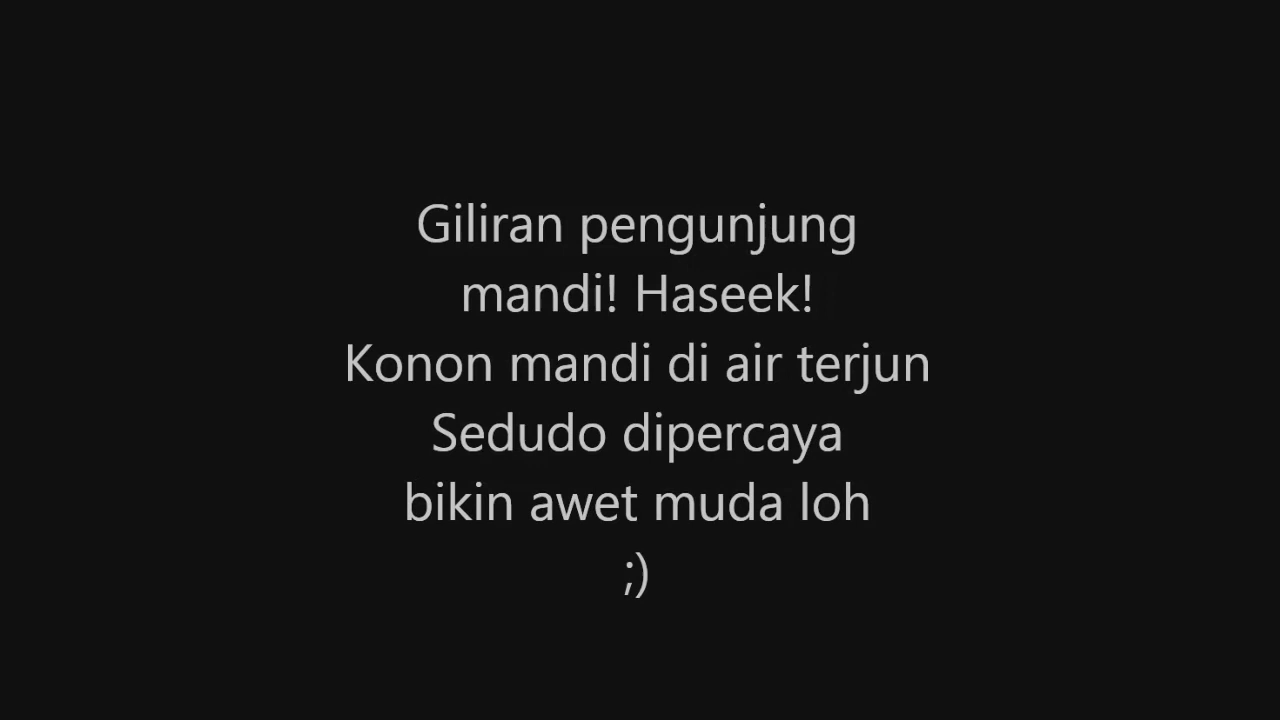 Giliran pengunjung
mandi! Haseek!
Konon mandi di air terjun
Sedudo dipercaya
bikin awet muda loh
;)